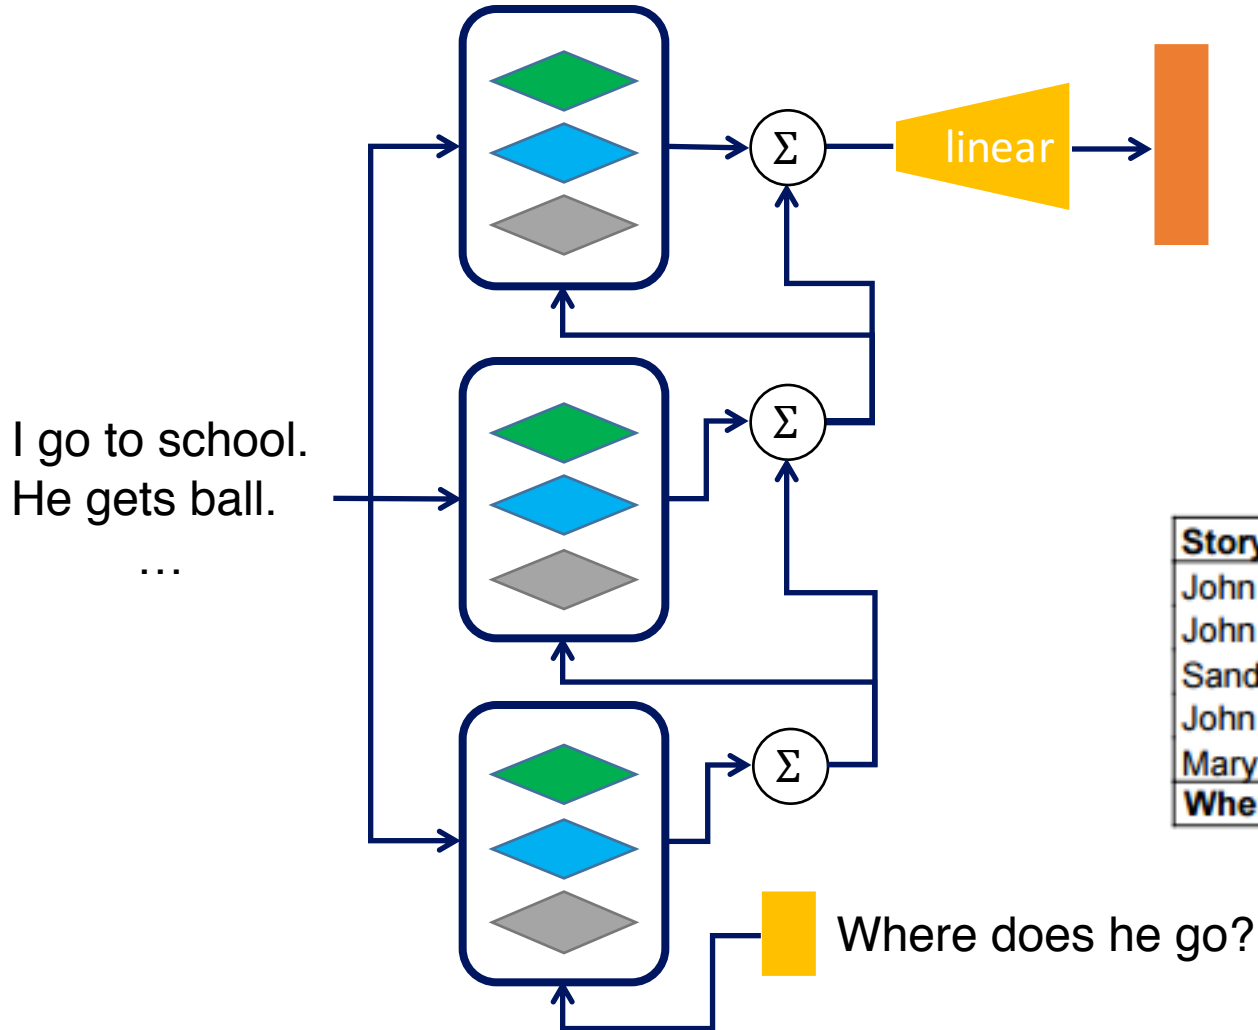 Σ
linear
Σ
I go to school.
He gets ball.
…
Story
John
John
Sand
John
Mary
Whe
Σ
Where does he go?